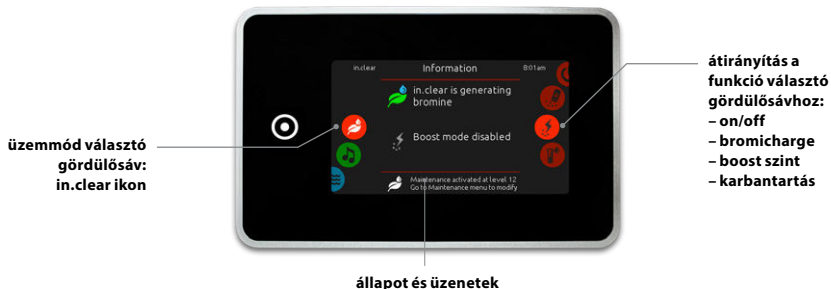 in.clear
Information
8:01am
in.clear is generating
bromine
Boost mode disabled
Maintenance activated at level 12
Go to Maintenance menu to modify
üzemmód választó
gördülősáv:
in.clear ikon
átirányítás a
funkció választó
gördülősávhoz:
– on/off
– bromicharge
– boost szint
– karbantartás
állapot és üzenetek